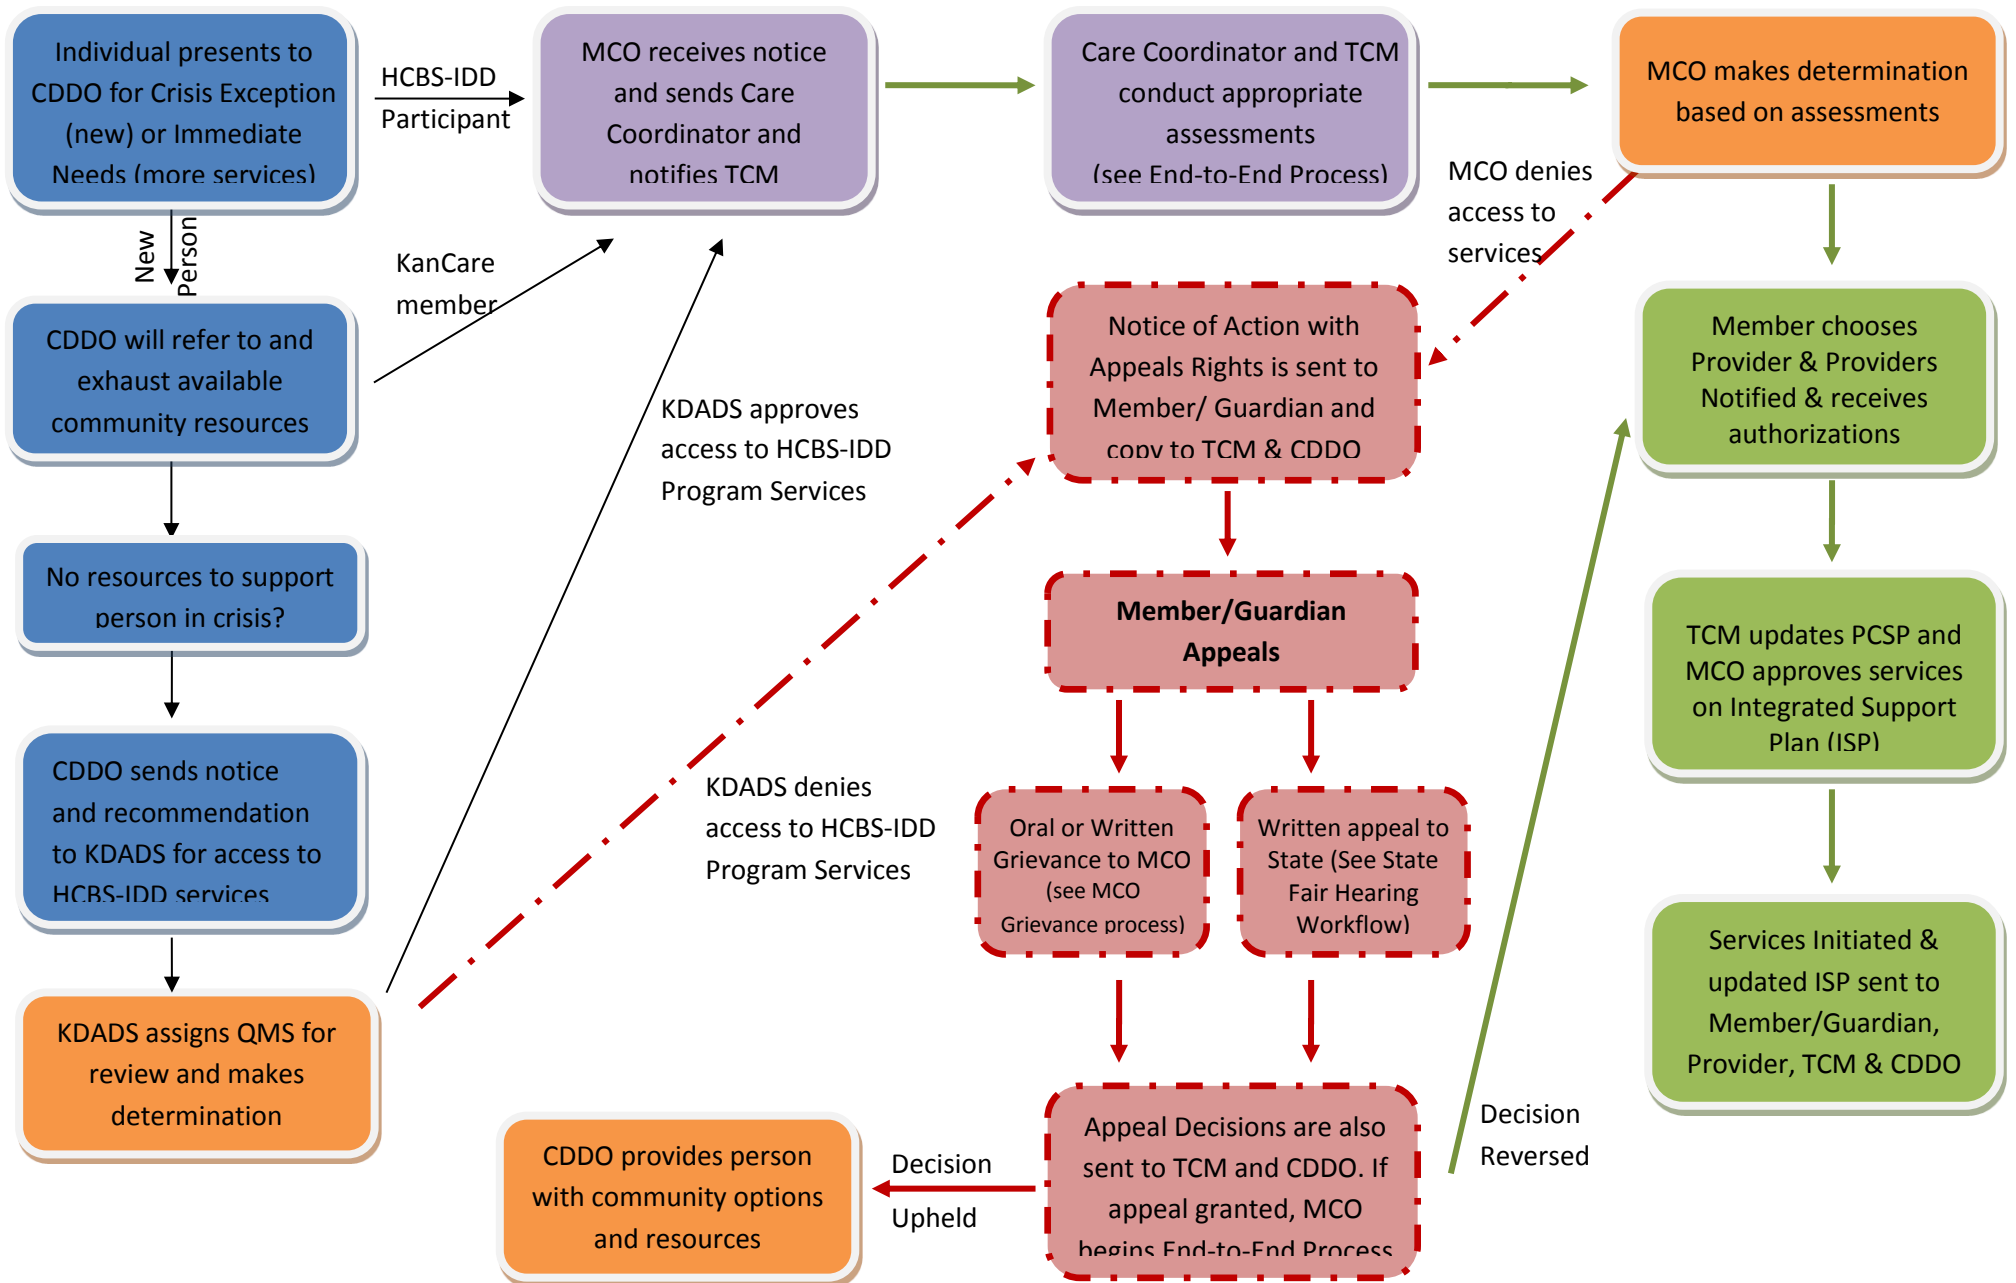 Individual presents to
CDDO for Crisis Exception
(new) or Immediate
Needs (more services)
HCBS-IDD
Participant
MCO receives notice
and sends Care
Coordinator and
notifies TCM
Care Coordinator and TCM
conduct appropriate
assessments
(see End-to-End Process)
MCO makes determination
based on assessments
MCO denies
access to
services
New
Person
KanCare
member
CDDO will refer to and
exhaust available
community resources
KDADS approves
access to HCBS-IDD
Program Services
Notice of Action with
Appeals Rights is sent to
Member/ Guardian and
copy to TCM & CDDO
Member chooses
Provider & Providers
Notified & receives
authorizations
No resources to support
person in crisis?
Member/Guardian
Appeals
TCM updates PCSP and
MCO approves services
on Integrated Support
Plan (ISP)
CDDO sends notice
and recommendation
to KDADS for access to
HCBS-IDD services
KDADS denies
access to HCBS-IDD
Program Services
Oral or Written
Grievance to MCO
(see MCO
Grievance process)
Written appeal to
State (See State
Fair Hearing
Workflow)
Services Initiated &
updated ISP sent to
Member/Guardian,
Provider, TCM & CDDO
KDADS assigns QMS for
review and makes
determination
CDDO provides person
with community options
and resources
Decision
Upheld
Appeal Decisions are also
sent to TCM and CDDO. If
appeal granted, MCO
begins End-to-End Process
Decision
Reversed